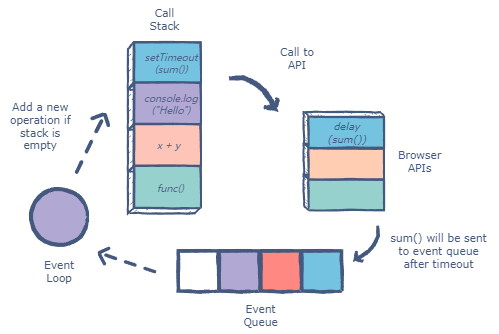 Call
Stack
setTimeout
(sum())
console.log
("Hello")
x + y
func()
Call to
API
Add a new
operation if
stack is
empty
delay
(sum())
Browser
APIs
Event
Loop
sum() will be sent
to event queue
after timeout
Event
Queue